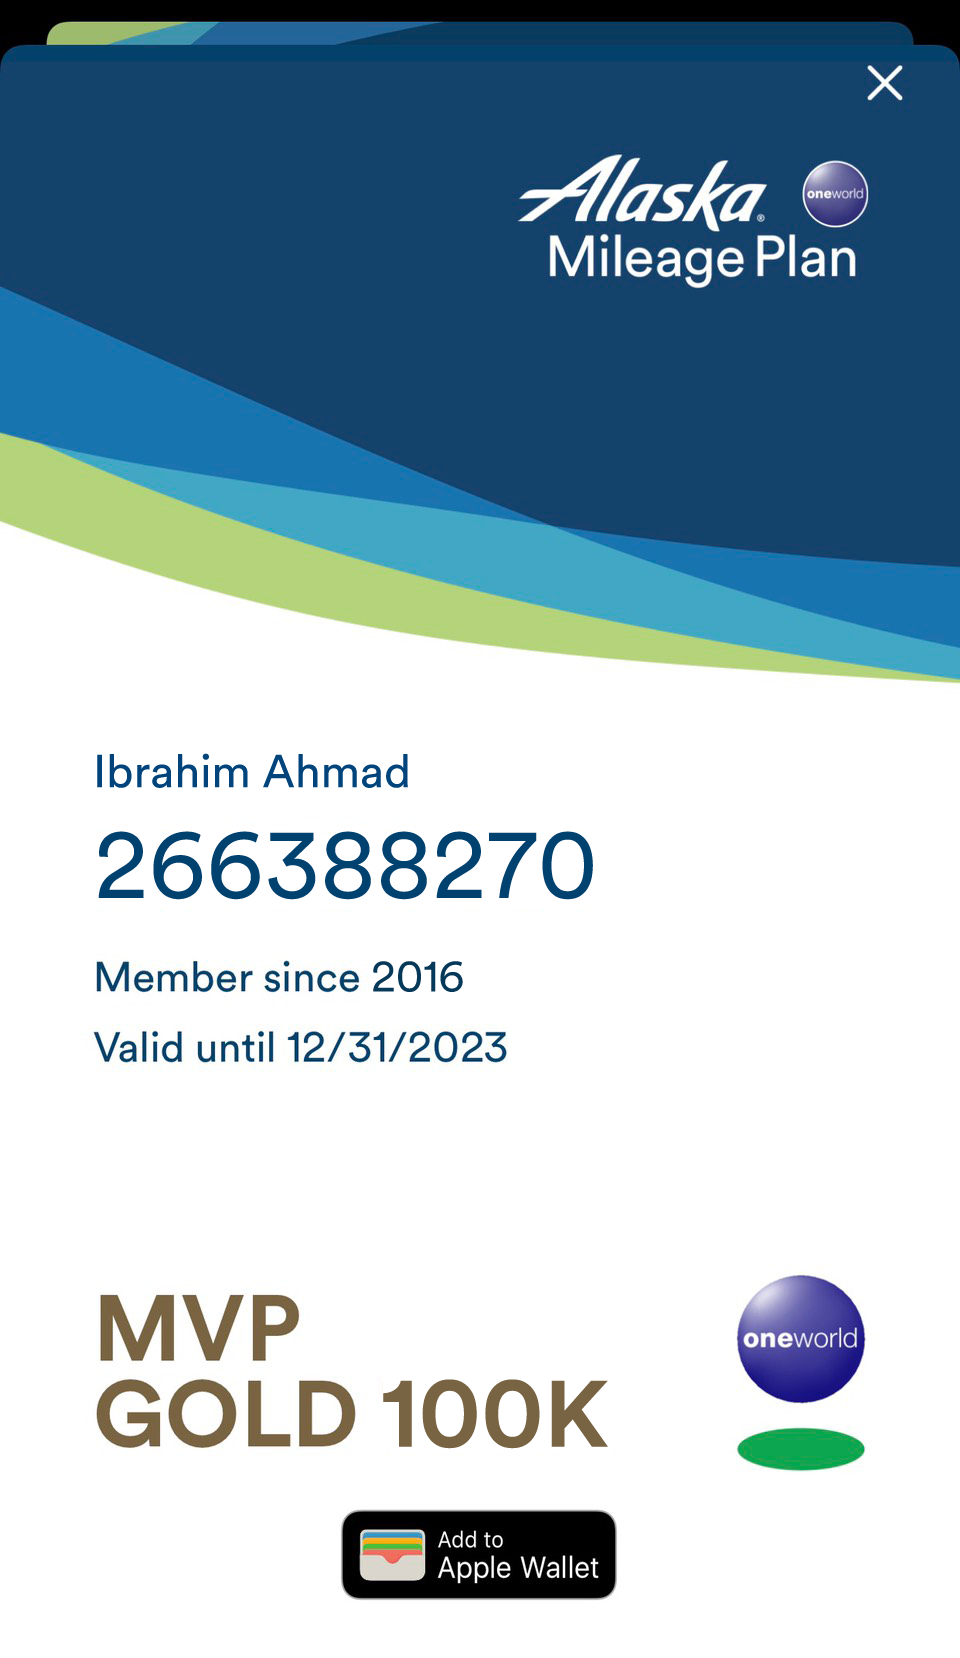 Alaska® oneworld
Mileage Plan
Ibrahim Ahmad
266388270
Member since 2016
Valid until 12/31/2023
MVP
GOLD 100K
oneworld
Add to
Apple Wallet